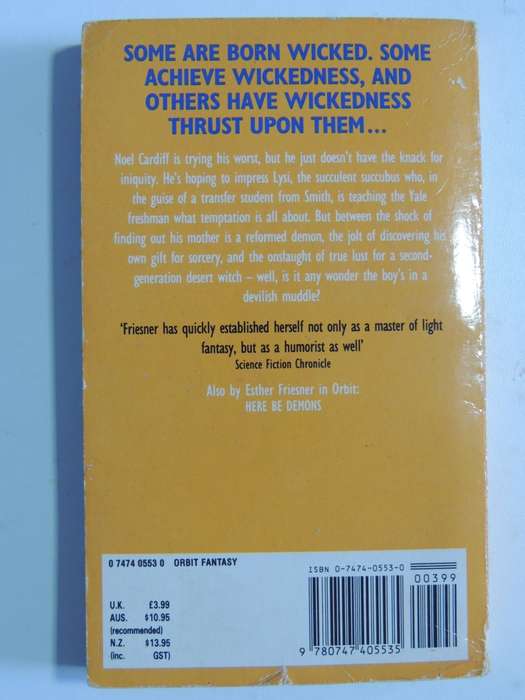 SOME ARE BORN WICKED. SOME
ACHIEVE WICKEDNESS, AND
OTHERS HAVE WICKEDNESS
THRUST UPON THEM...
Noel Cardiff is trying his worst, but he just doesn't have the knack for
iniquity. He's hoping to impress Lysi, the succulent succubus who, in
the guise of a transfer student from Smith, is teaching the Yale
freshman what temptation is all about. But between the shock of
finding out his mother is a reformed demon, the jolt of discovering his
own gift for sorcery, and the onslaught of true lust for a second-
generation desert witch – well, is it any wonder the boy's in a
devilish muddle?
'Friesner has quickly established herself not only as a master of light
fantasy, but as a humorist as well'
Science Fiction Chronicle
Also by Esther Friesner in Orbit:
HERE BE DEMONS
0 7474 0553 0 ORBIT FANTASY
U.K. £3.99
AUS. $10.95
(recommended)
N.Z. $13.95
(inc. GST)
ISBN 0-7474-0553-0
00399
9 780747 405535